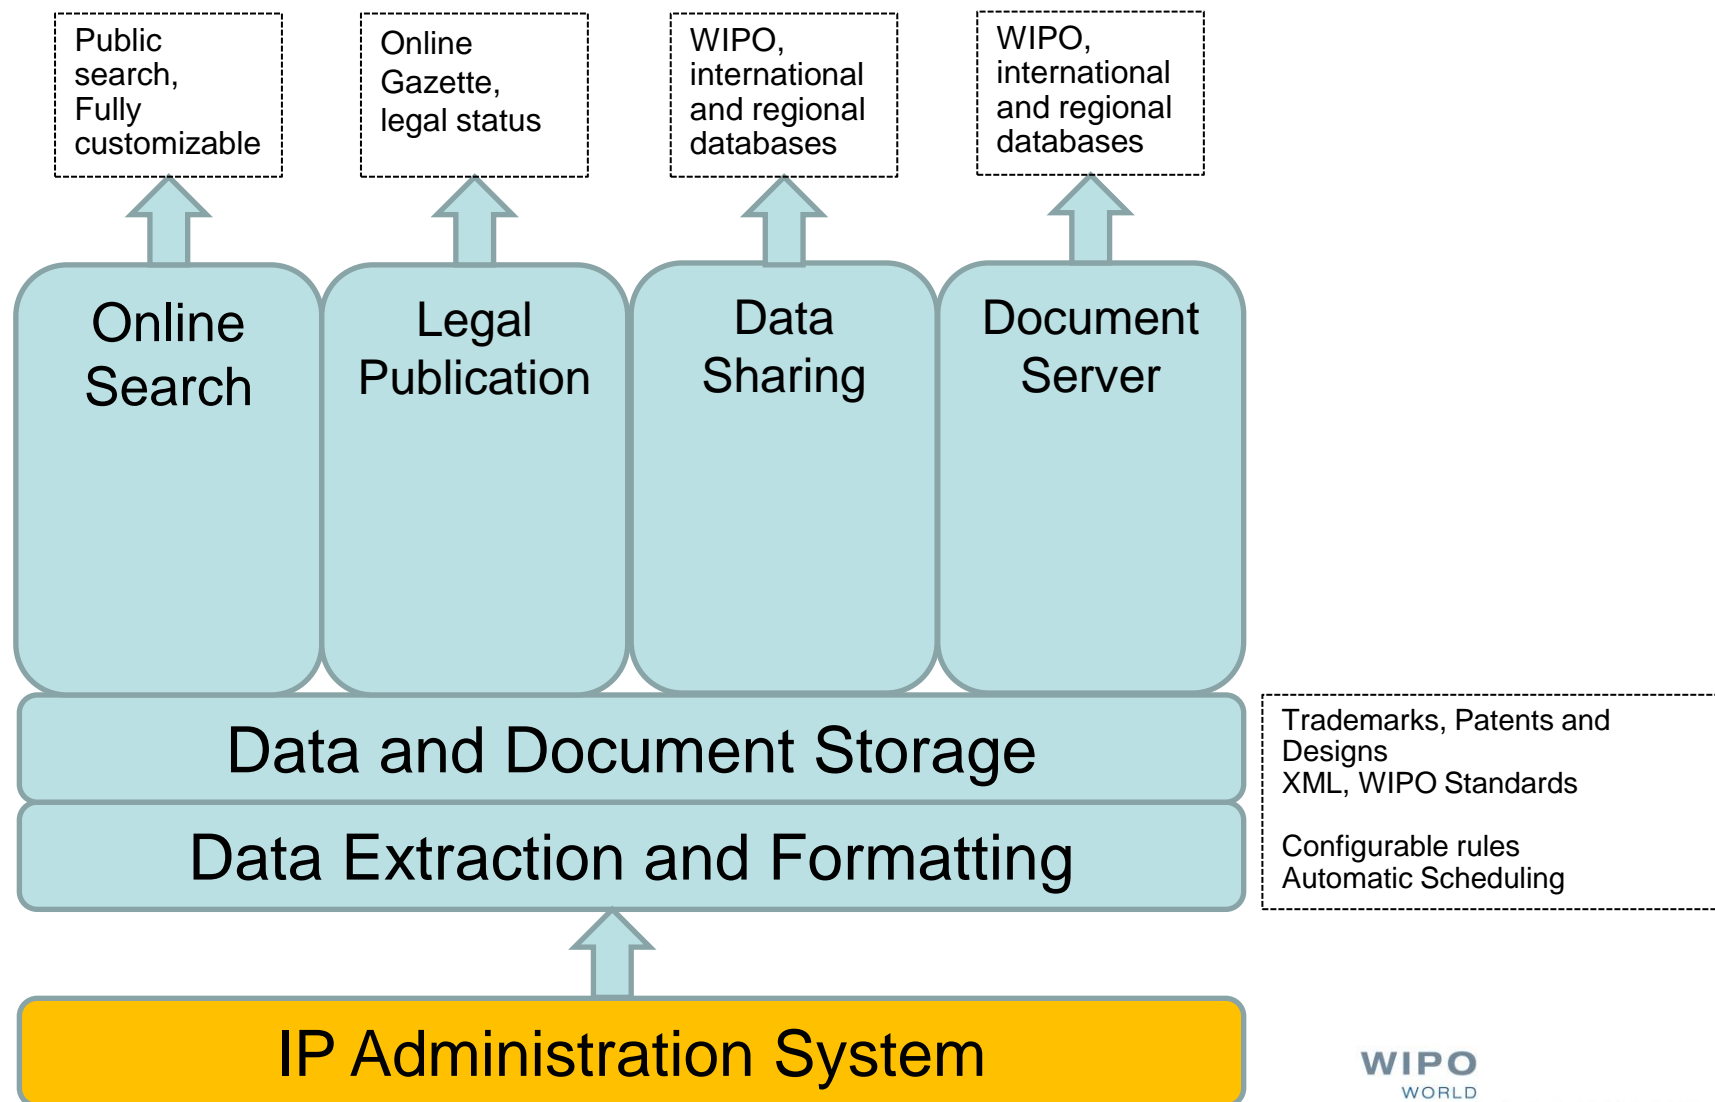 Public
search,
Fully
customizable
Online
Gazette,
legal status
WIPO,
international
and regional
databases
WIPO,
international
and regional
databases
Online
Search
Legal
Publication
Data
Sharing
Document
Server
Data and Document Storage
Data Extraction and Formatting
Trademarks, Patents and
Designs
XML, WIPO Standards
Configurable rules
Automatic Scheduling
IP Administration System
WIPO
WORLD